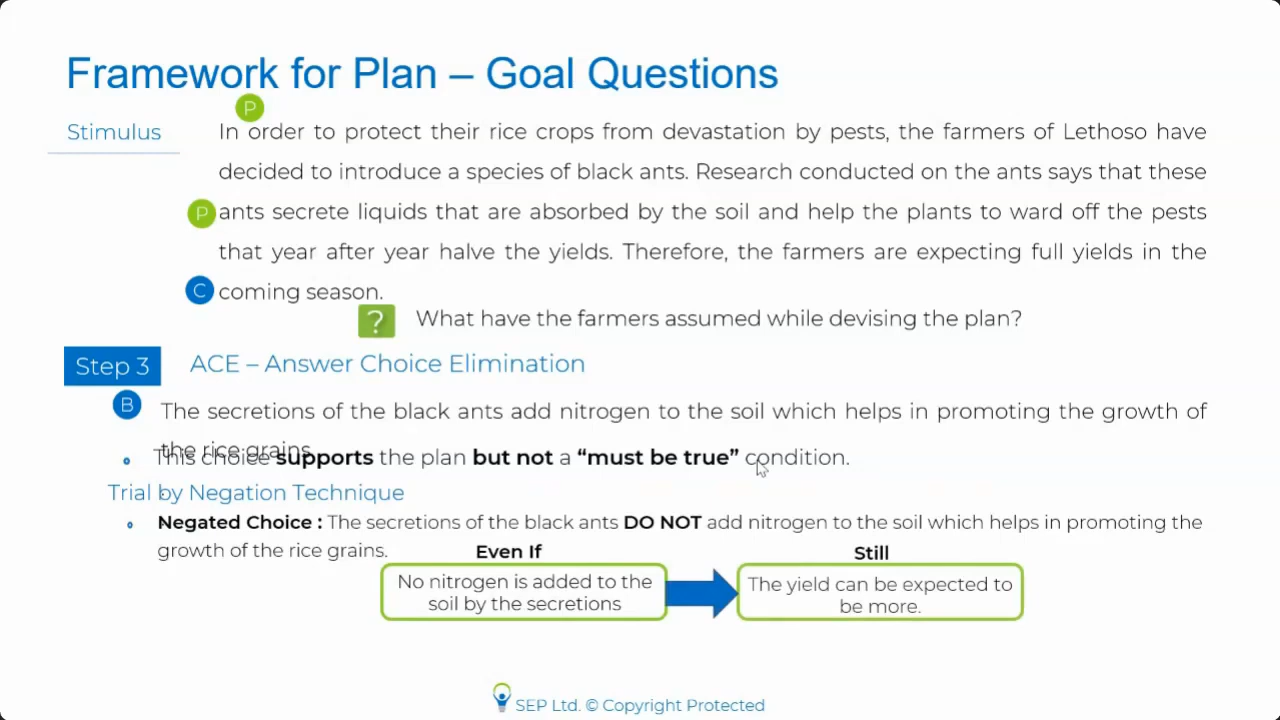 Framework for Plan – Goal Questions
P
Stimulus
In order to protect their rice crops from devastation by pests, the farmers of Lethoso have
decided to introduce a species of black ants. Research conducted on the ants says that these
P
ants secrete liquids that are absorbed by the soil and help the plants to ward off the pests
that year after year halve the yields. Therefore, the farmers are expecting full yields in the
C
coming season.
? What have the farmers assumed while devising the plan?
Step 3
ACE – Answer Choice Elimination
B
The secretions of the black ants add nitrogen to the soil which helps in promoting the growth of
the rice grains.
This choice supports the plan but not a “must be true” condition.
Trial by Negation Technique
Negated Choice : The secretions of the black ants DO NOT add nitrogen to the soil which helps in promoting the
growth of the rice grains.
Even If
Still
No nitrogen is added to the
soil by the secretions
The yield can be expected to
be more.
SEP Ltd. © Copyright Protected